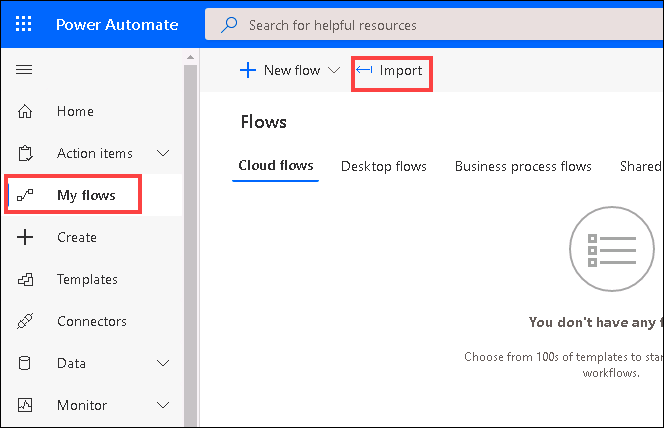 Power Automate
Search for helpful resources
New flow
Import
Home
Action items
My flows
Create
Templates
Connectors
Data
Monitor
Flows
Cloud flows Desktop flows Business process flows Shared
You don't have any
Choose from 100s of templates to
workflows.